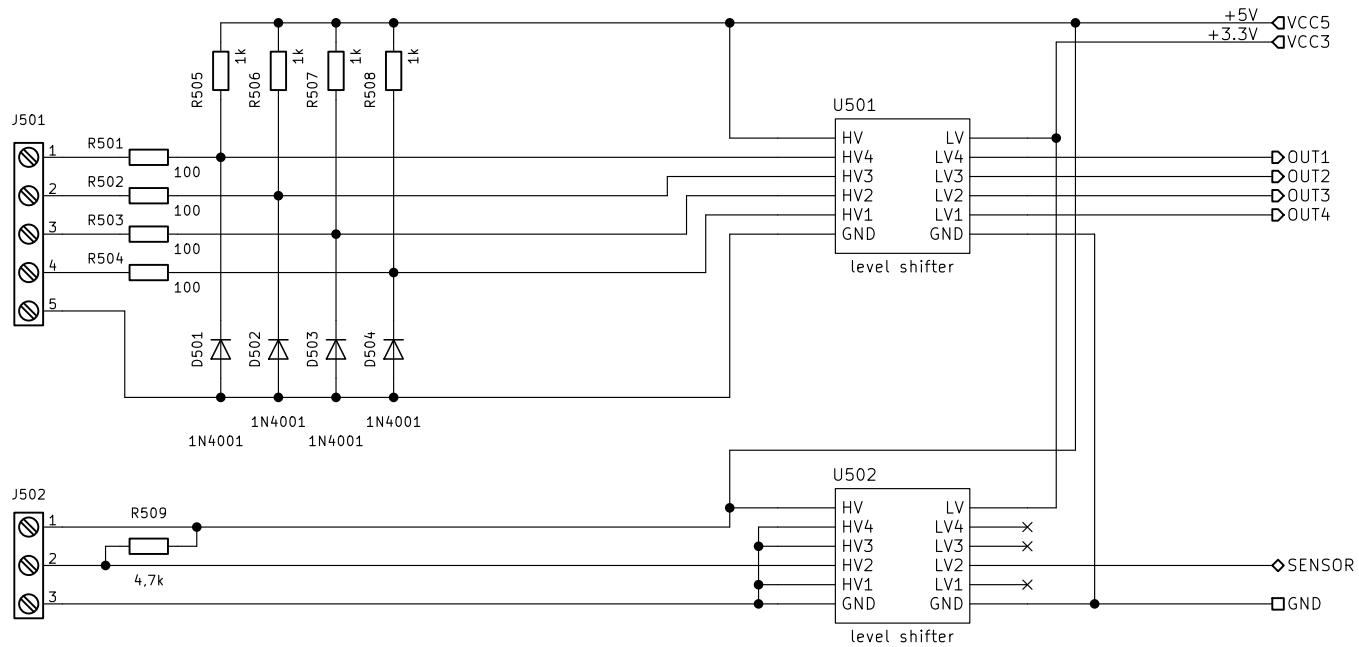 +5V VCC5
+3.3V VCC3
1k 1k 1k 1k
R505 R506 R507 R508
U501
J501
HV LV
R501
1 HV4 LV4 OUT1
100
HV3 LV3 OUT2
R502
2 HV2 LV2 OUT3
100
HV1 LV1 OUT4
R503
3 GND GND
100
R504
level shifter
4
100
5
D501 D502 D503 D504
1N4001 1N4001
1N4001 1N4001
U502
J502
HV LV
R509
1 HV4 LV4
HV3 LV3
2 HV2 LV2 SENSOR
4,7k
HV1 LV1
3 GND GND GND
level shifter